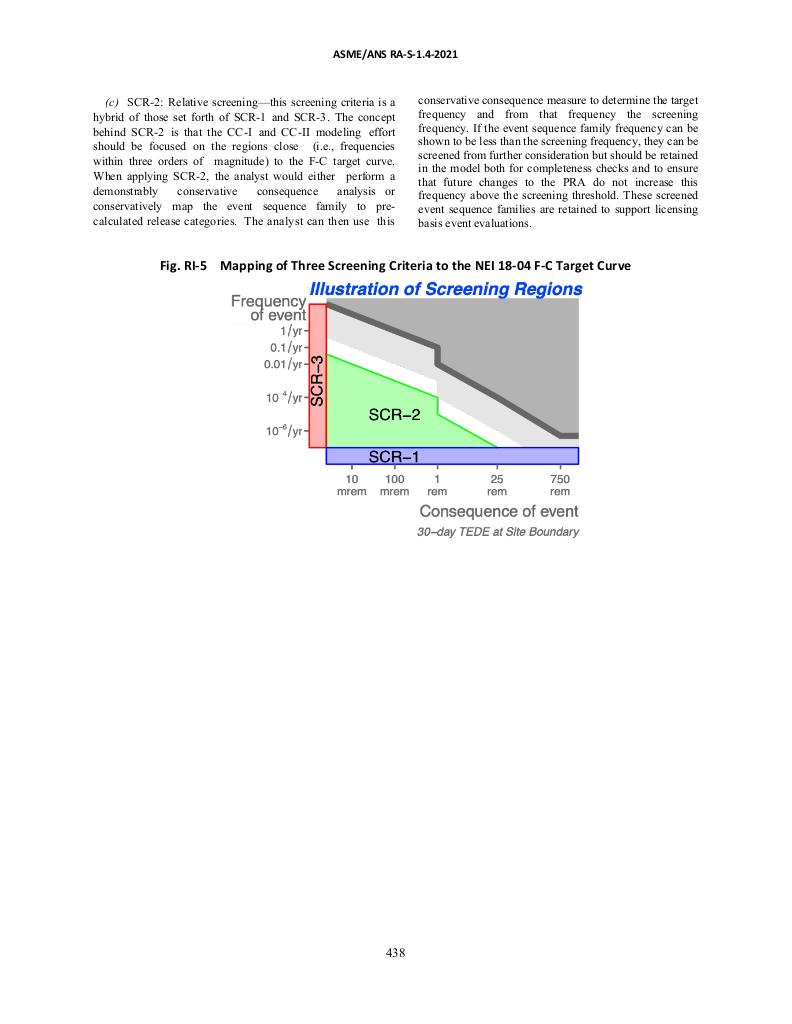 ASME/ANS RA-S-1.4-2021
(c) SCR-2: Relative screening—this screening criteria is a
hybrid of those set forth of SCR-1 and SCR-3. The concept
behind SCR-2 is that the CC-I and CC-II modeling effort
should be focused on the regions close (i.e., frequencies
within three orders of magnitude) to the F-C target curve.
When applying SCR-2, the analyst would either perform a
demonstrably conservative consequence analysis or
conservatively map the event sequence family to pre-
calculated release categories. The analyst can then use this
conservative consequence measure to determine the target
frequency and from that frequency the screening
frequency. If the event sequence family frequency can be
shown to be less than the screening frequency, they can be
screened from further consideration but should be retained
in the model both for completeness checks and to ensure
that future changes to the PRA do not increase this
frequency above the screening threshold. These screened
event sequence families are retained to support licensing
basis event evaluations.
Fig. RI-5 Mapping of Three Screening Criteria to the NEI 18-04 F-C Target Curve
Illustration of Screening Regions
Frequency
of event
1/yr
0.1/yr
0.01/yr
10⁻⁴/yr
10⁻⁶/yr
SCR–3
SCR–2
SCR–1
10 100 1 25 750
mrem mrem rem rem rem
Consequence of event
30–day TEDE at Site Boundary
438